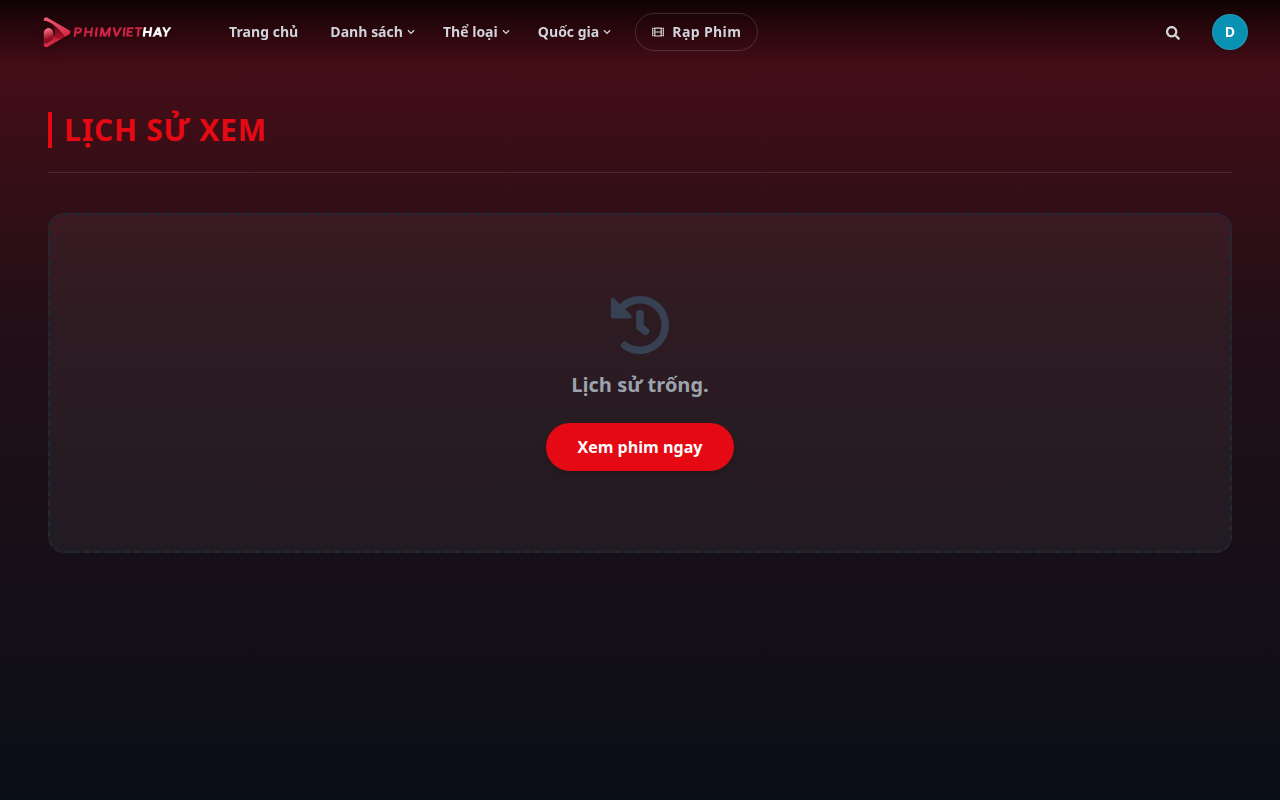 PHIMVIETHAY
Trang chủ
Danh sách
Thể loại
Quốc gia
Rạp Phim
D
LỊCH SỬ XEM
Lịch sử trống.
Xem phim ngay